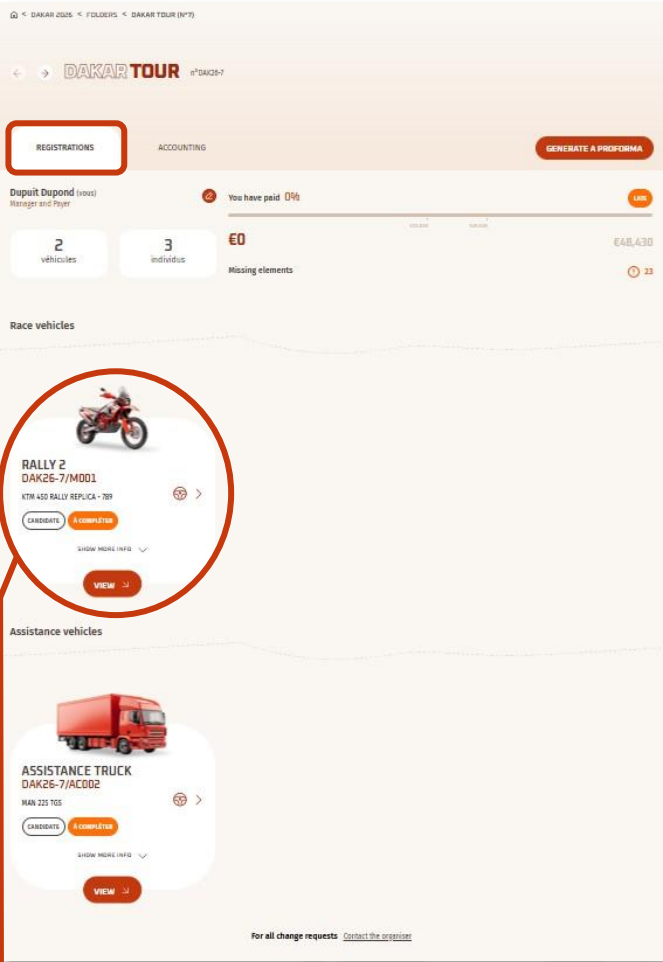 < DAKAR 2026 < FOLDERS < DAKAR TOUR (N°7)
DAKAR TOUR n°DAK26-7
REGISTRATIONS
ACCOUNTING
GENERATE A PROFORMA
Dupuit Dupond (vous)
Manager and Payer
2
véhicules
3
individus
You have paid 0%
€0
€48,430
Missing elements
23
Race vehicles
RALLY 2
DAK26-7/M001
KTM 450 RALLY REPLICA - 789
CANDIDATE
À COMPLÉTER
SHOW MORE INFO
VIEW
Assistance vehicles
ASSISTANCE TRUCK
DAK26-7/AC002
MAN 225 TGS
CANDIDATE
À COMPLÉTER
SHOW MORE INFO
VIEW
For all change requests Contact the organiser